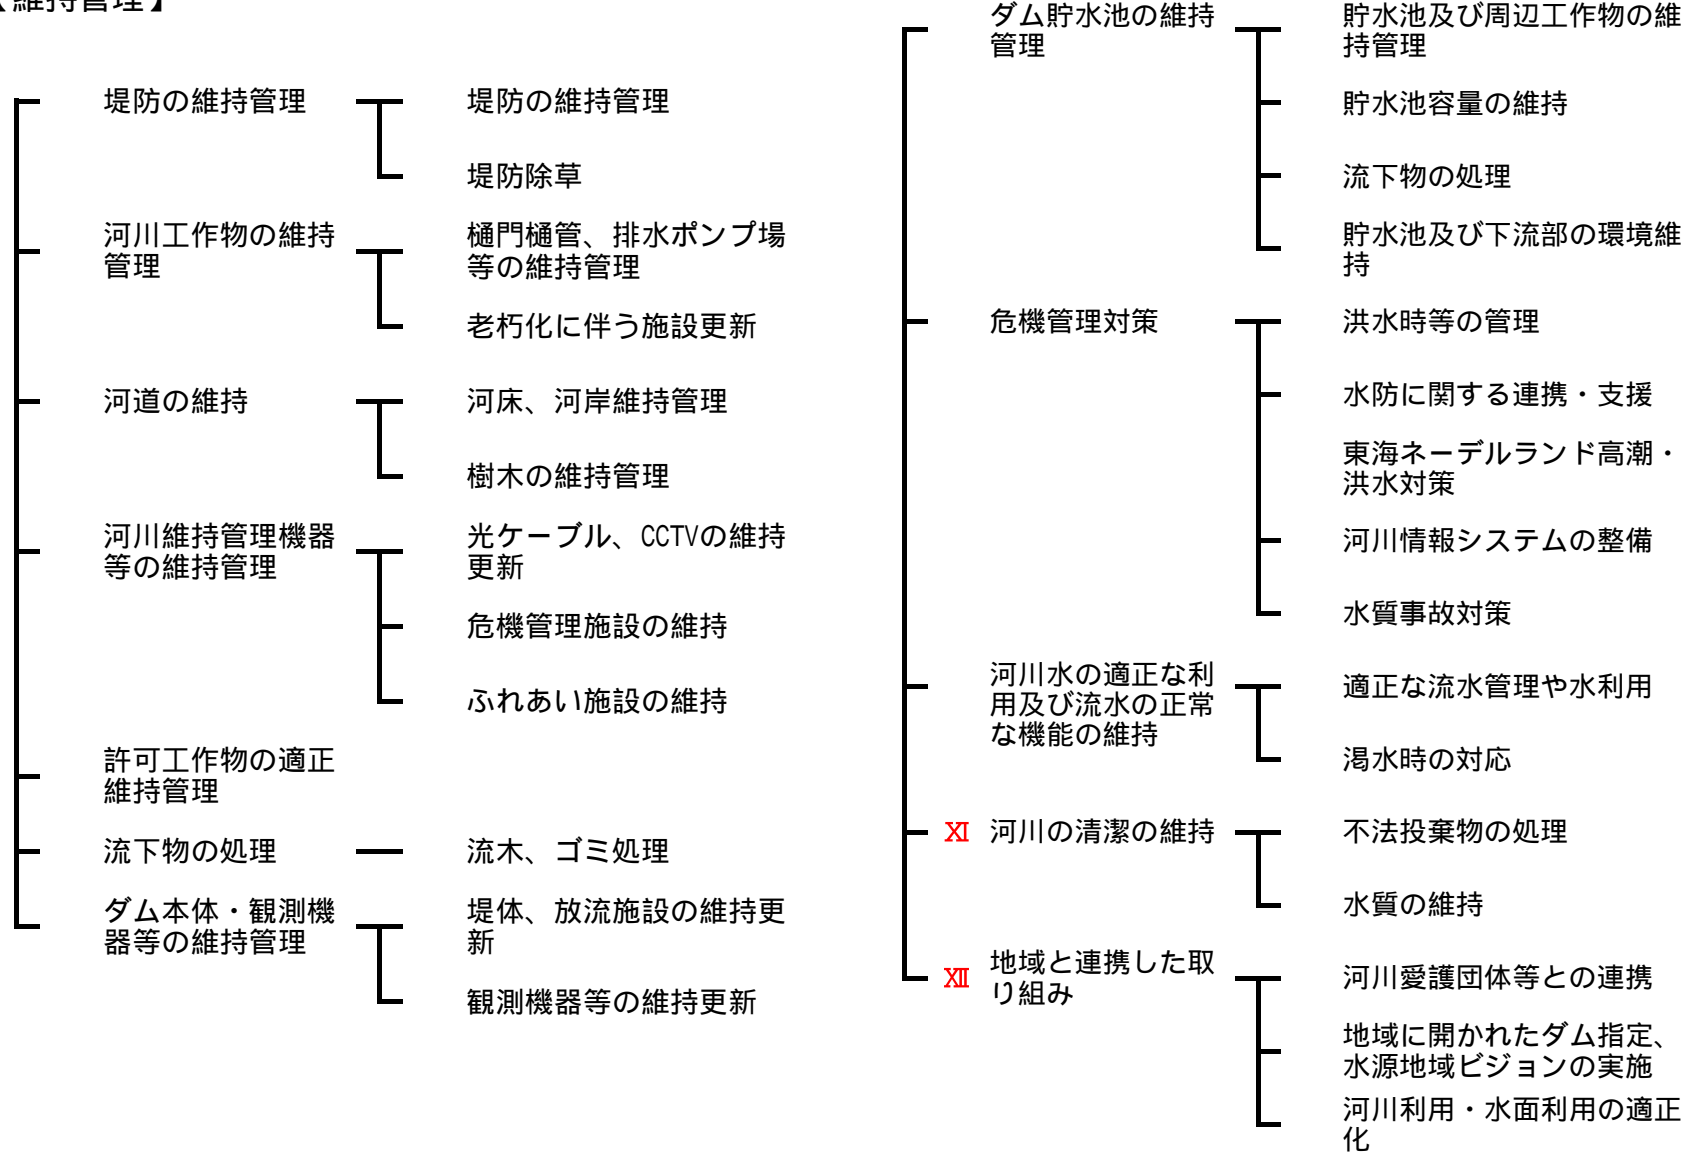 【維持管理】
堤防の維持管理
堤防の維持管理
堤防除草
河川工作物の維持
管理
樋門樋管、排水ポンプ場
等の維持管理
老朽化に伴う施設更新
河道の維持
河床、河岸維持管理
樹木の維持管理
河川維持管理機器
等の維持管理
光ケーブル、CCTVの維持
更新
危機管理施設の維持
ふれあい施設の維持
許可工作物の適正
維持管理
流下物の処理
流木、ゴミ処理
ダム本体・観測機
器等の維持管理
堤体、放流施設の維持更
新
観測機器等の維持更新
ダム貯水池の維持
管理
貯水池及び周辺工作物の維
持管理
貯水池容量の維持
流下物の処理
貯水池及び下流部の環境維
持
危機管理対策
洪水時等の管理
水防に関する連携・支援
東海ネーデルランド高潮・
洪水対策
河川情報システムの整備
水質事故対策
河川水の適正な利
用及び流水の正常
な機能の維持
適正な流水管理や水利用
渇水時の対応
Ⅺ 河川の清潔の維持
不法投棄物の処理
水質の維持
Ⅻ 地域と連携した取
り組み
河川愛護団体等との連携
地域に開かれたダム指定、
水源地域ビジョンの実施
河川利用・水面利用の適正
化